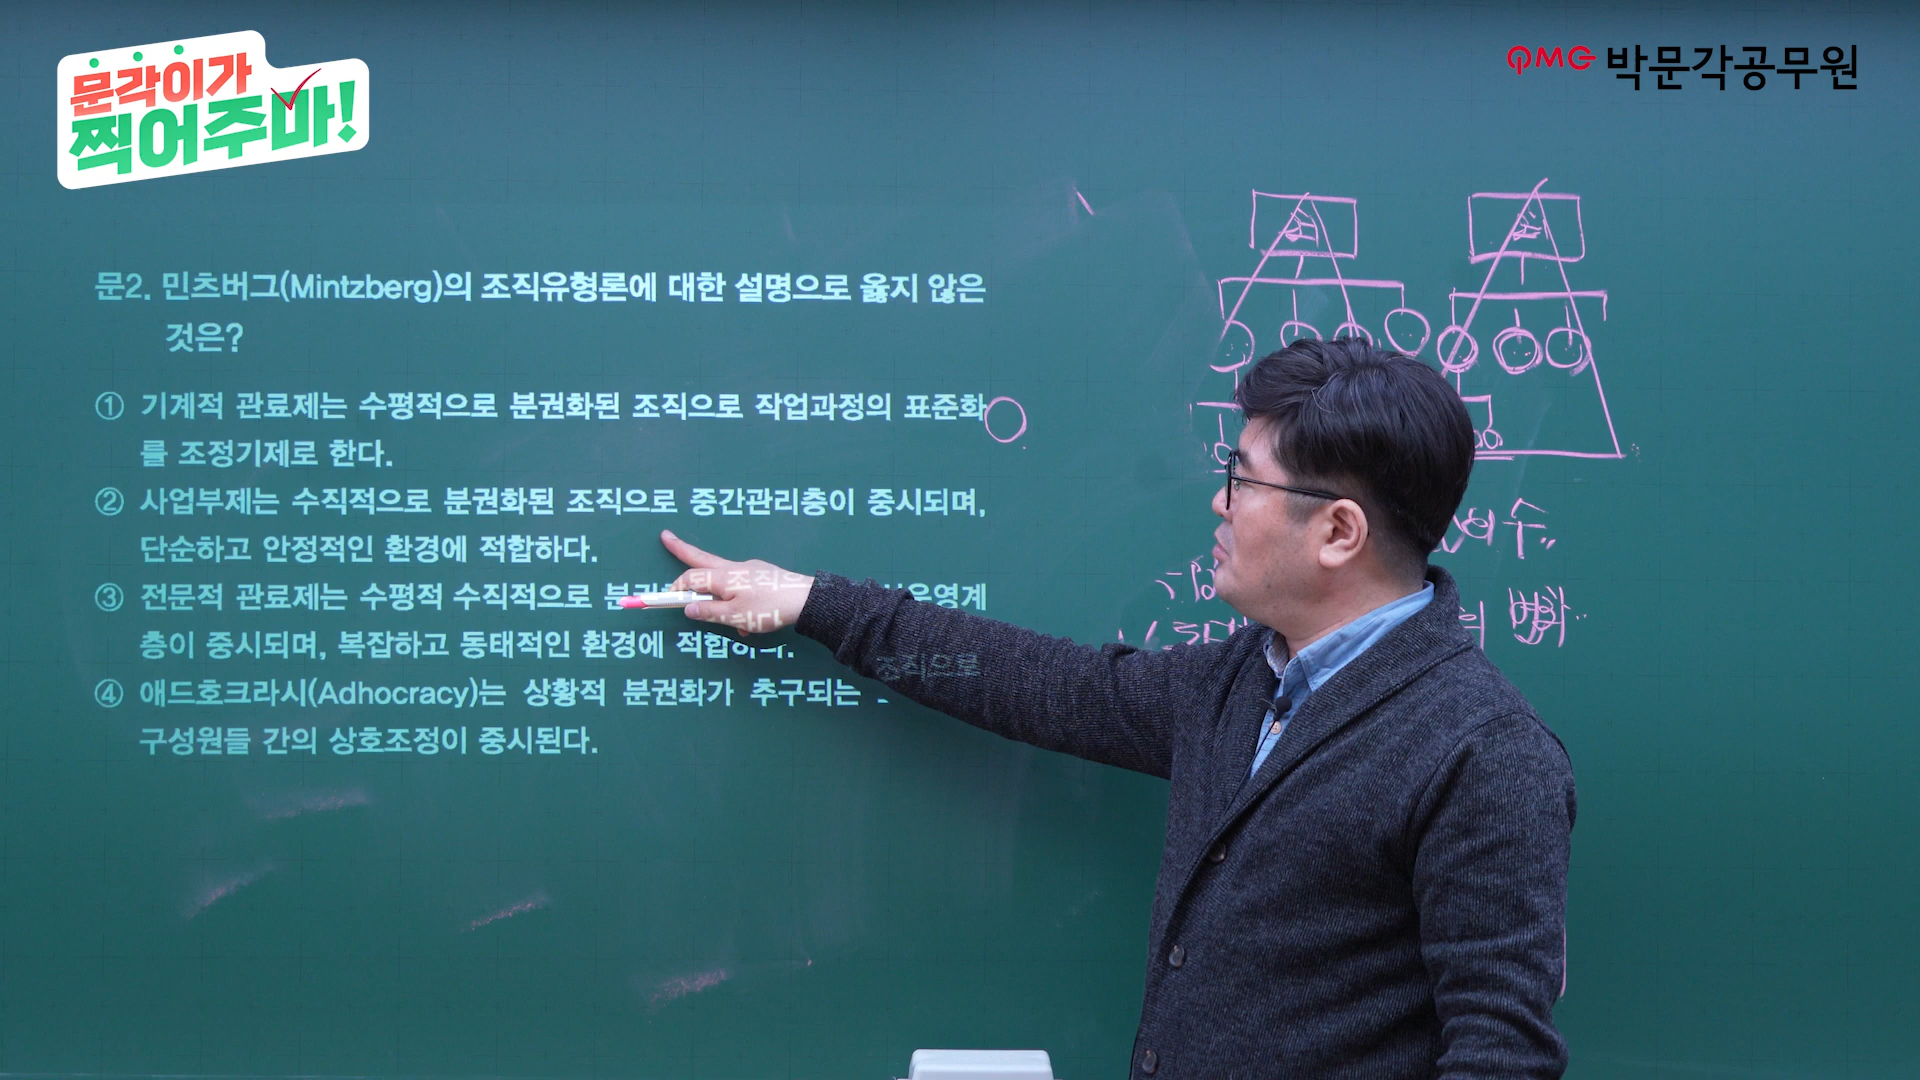 문각이가
찍어주마!
PMG 박문각공무원
문2. 민츠버그(Mintzberg)의 조직유형론에 대한 설명으로 옳지 않은
것은?
① 기계적 관료제는 수평적으로 분권화된 조직으로 작업과정의 표준화
를 조정기제로 한다.
② 사업부제는 수직적으로 분권화된 조직으로 중간관리층이 중시되며,
단순하고 안정적인 환경에 적합하다.
③ 전문적 관료제는 수평적 수직적으로 분권화된 조직으 운영계
층이 중시되며, 복잡하고 동태적인 환경에 적합하다.
④ 애드호크라시(Adhocracy)는 상황적 분권화가 추구되는 조직으로
구성원들 간의 상호조정이 중시된다.